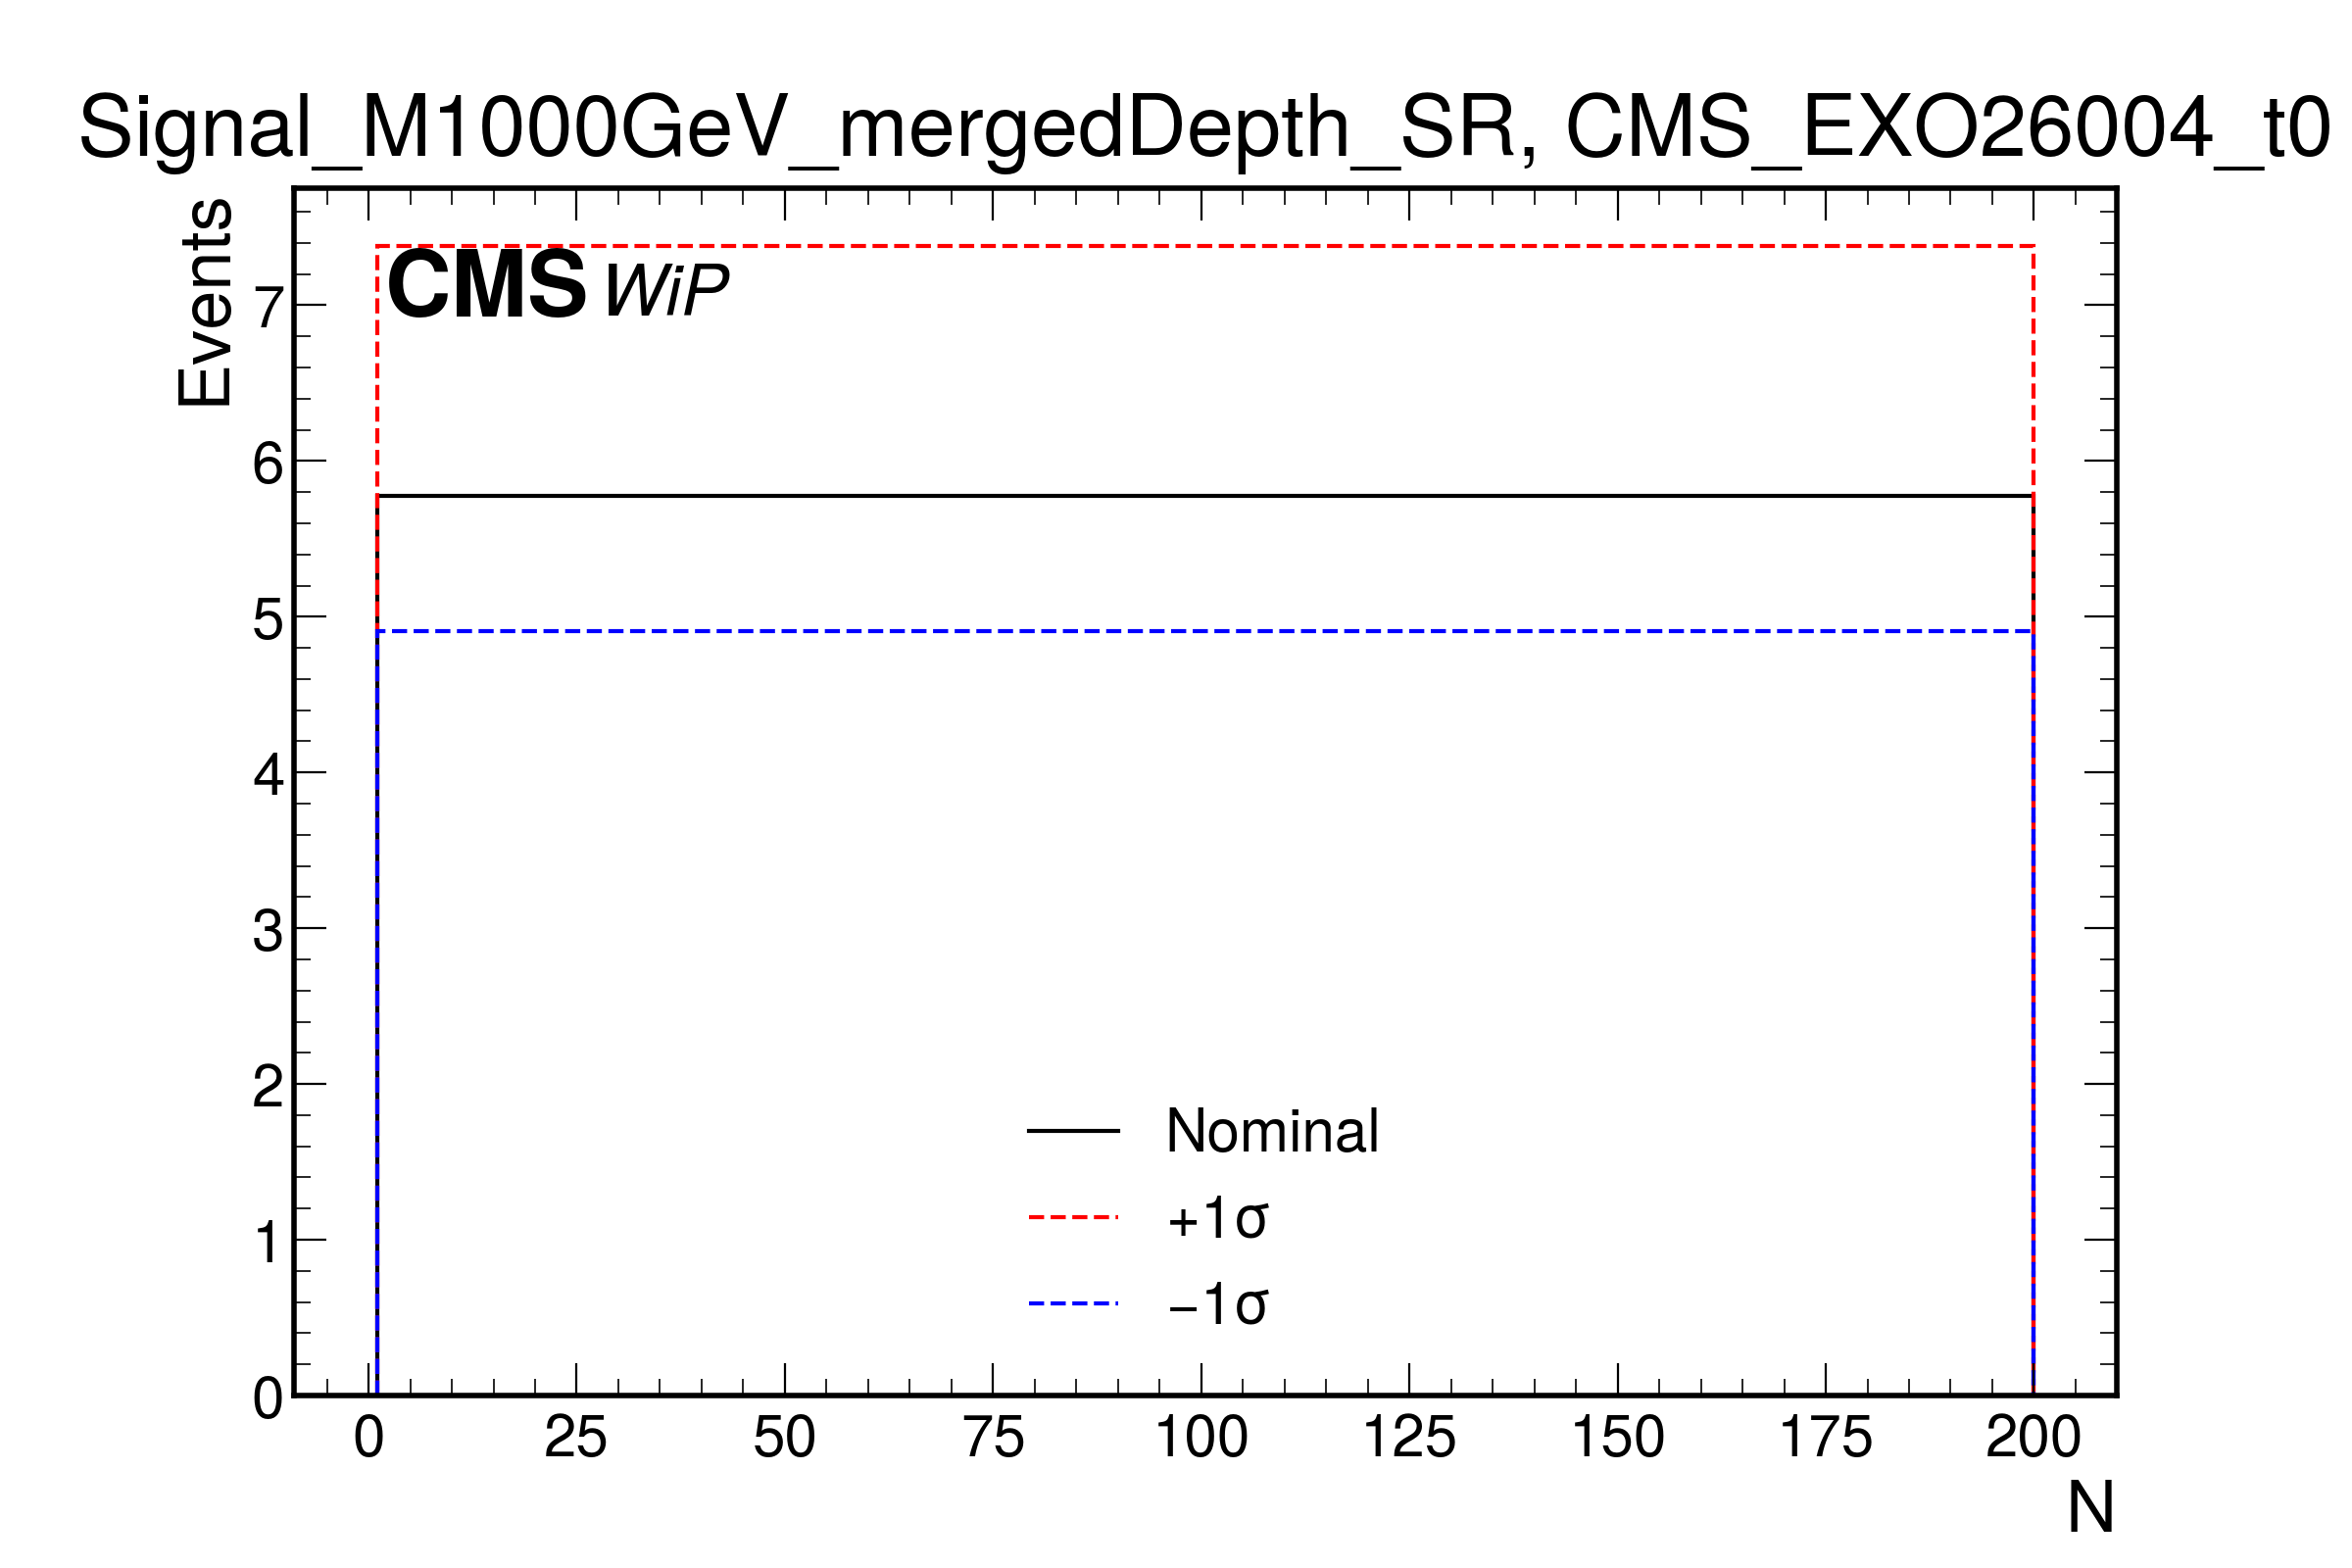 Signal_M1000GeV_mergedDepth_SR, CMS_EXO26004_t0
Events
CMS WiP
7
6
5
4
3
2
1
0
Nominal
+1σ
−1σ
0 25 50 75 100 125 150 175 200
N